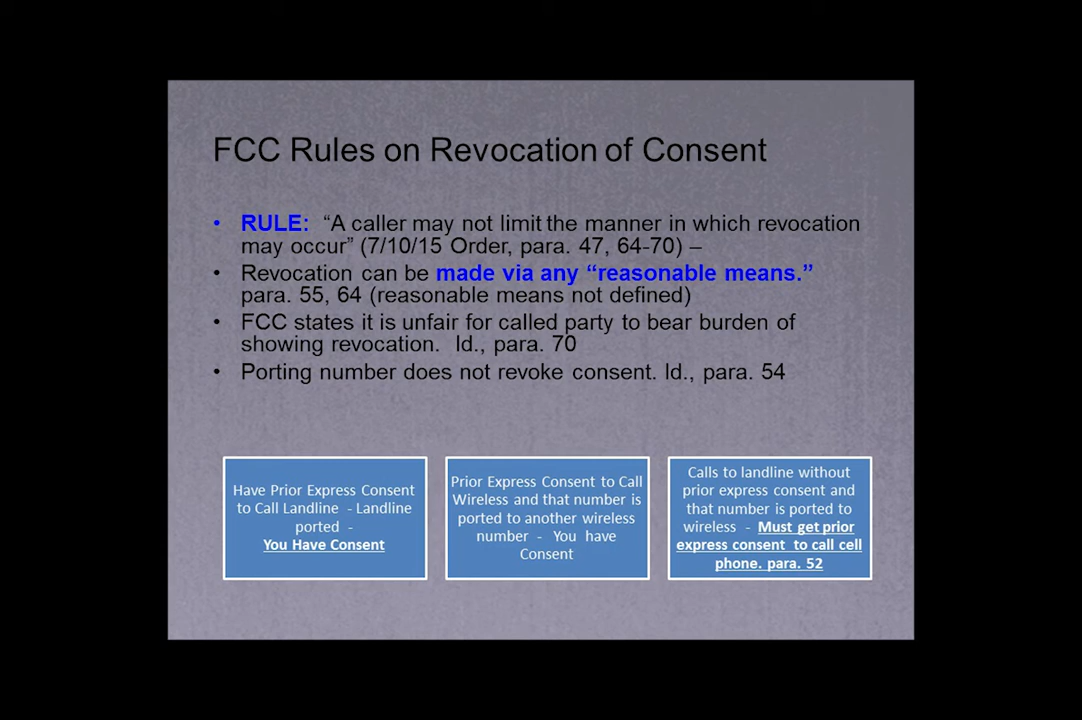 FCC Rules on Revocation of Consent
• RULE: “A caller may not limit the manner in which revocation
may occur” (7/10/15 Order, para. 47, 64-70) –
• Revocation can be made via any “reasonable means.”
para. 55, 64 (reasonable means not defined)
• FCC states it is unfair for called party to bear burden of
showing revocation. Id., para. 70
• Porting number does not revoke consent. Id., para. 54
Have Prior Express Consent
to Call Landline - Landline
ported -
You Have Consent
Prior Express Consent to Call
Wireless and that number is
ported to another wireless
number - You have
Consent
Calls to landline without
prior express consent and
that number is ported to
wireless - Must get prior
express consent to call cell
phone. para. 52